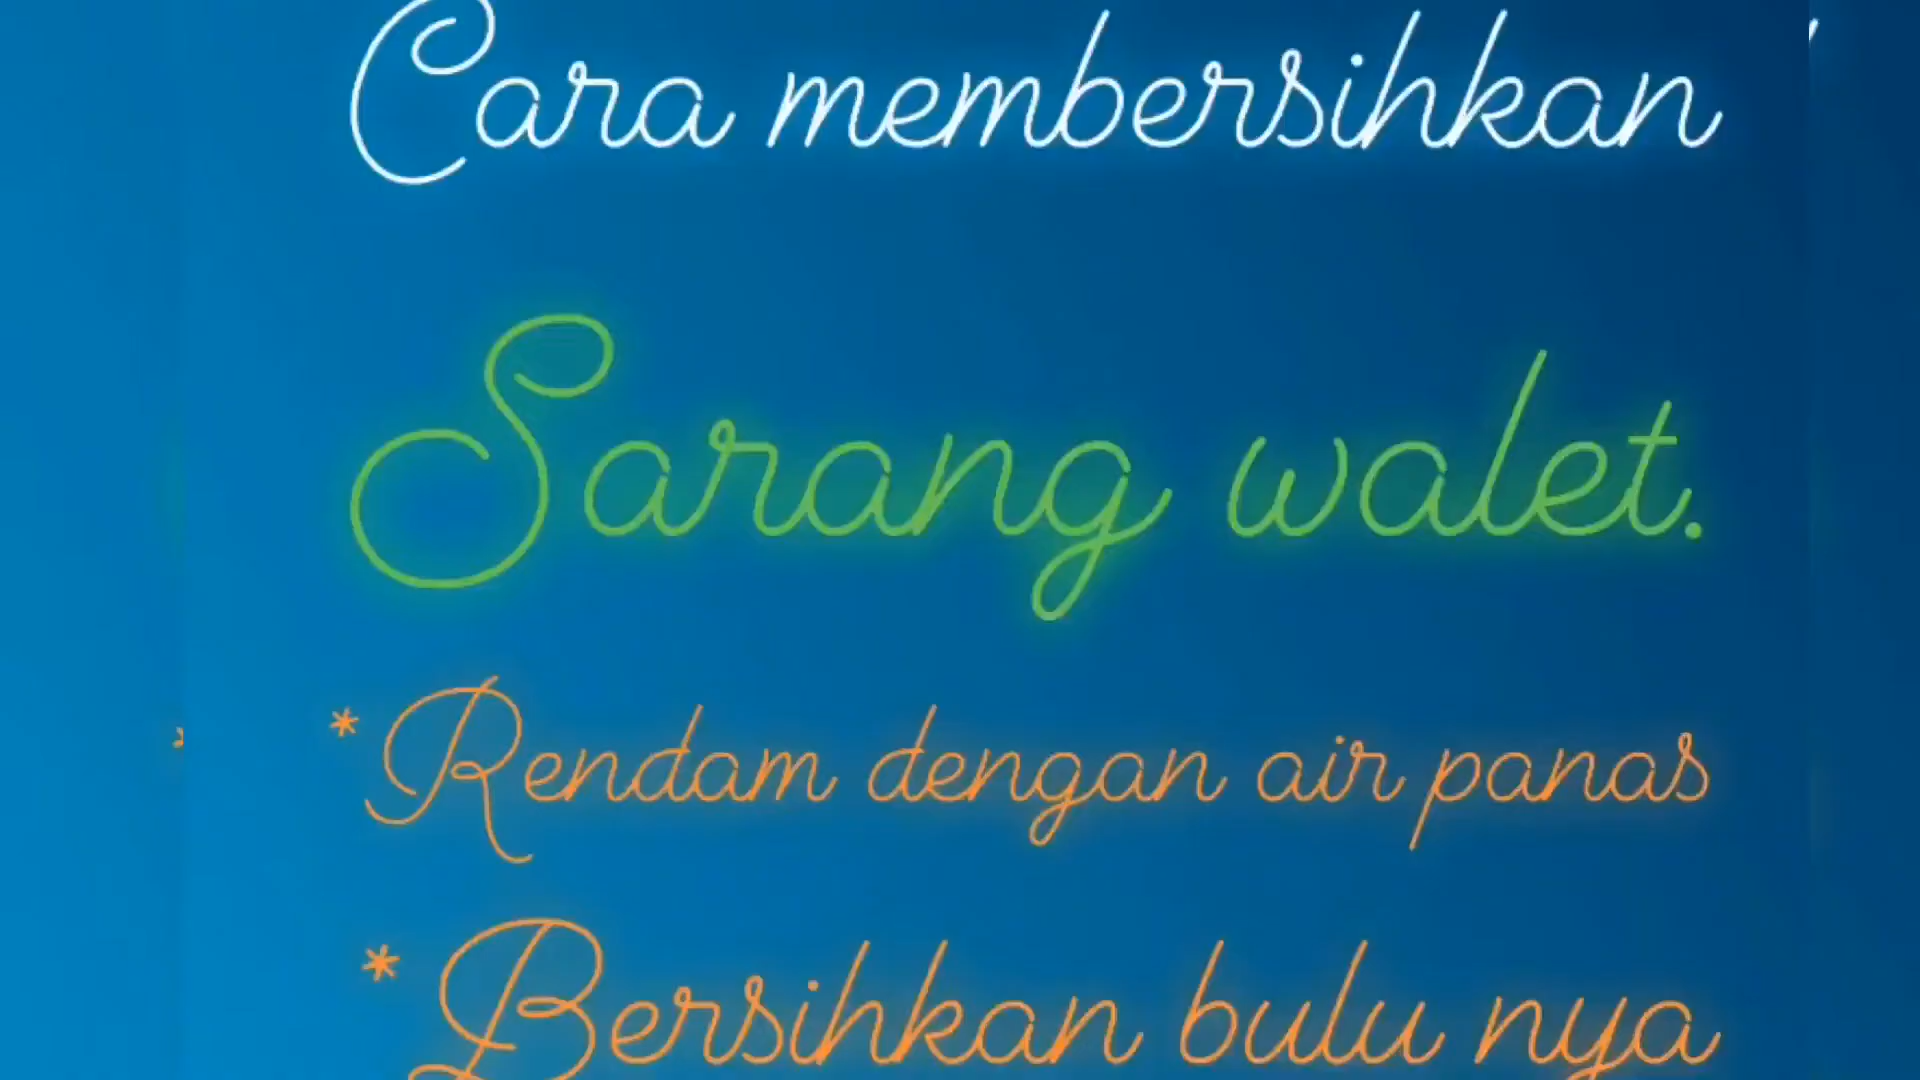 Cara membersihkan
Sarang walet.
*Rendam dengan air panas
*Bersihkan bulu nya